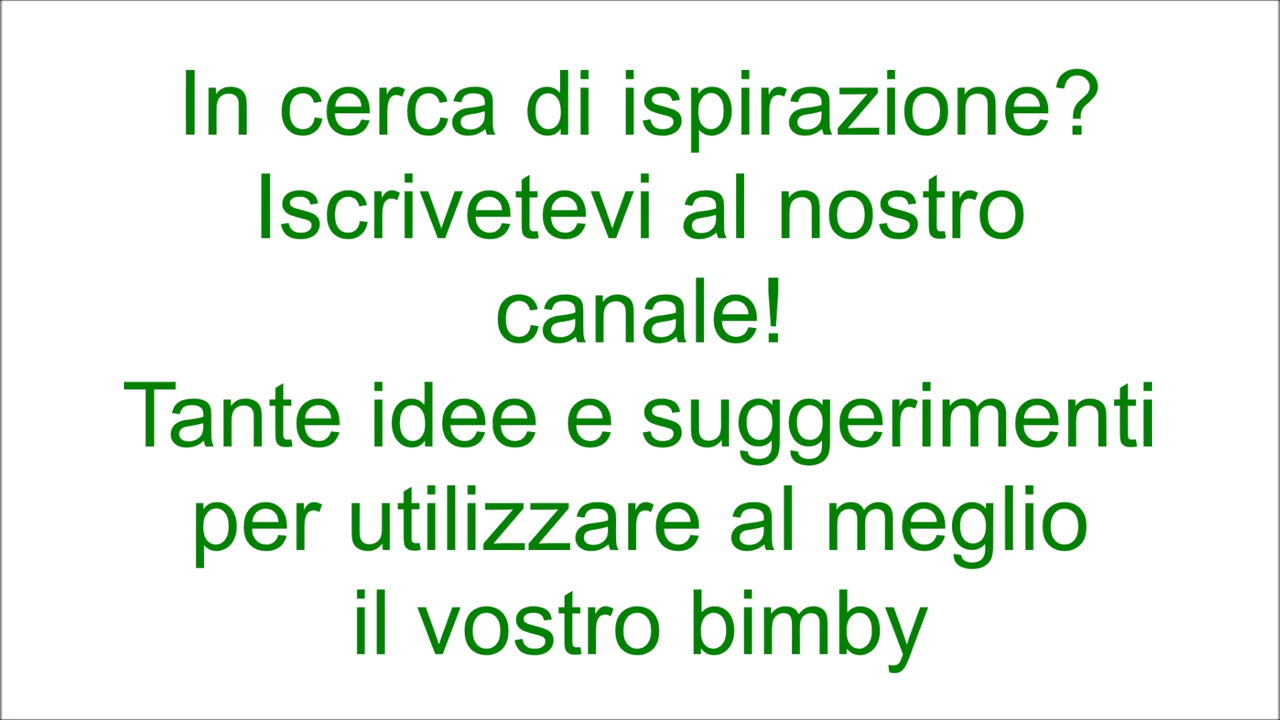 In cerca di ispirazione?
Iscrivetevi al nostro
canale!
Tante idee e suggerimenti
per utilizzare al meglio
il vostro bimby